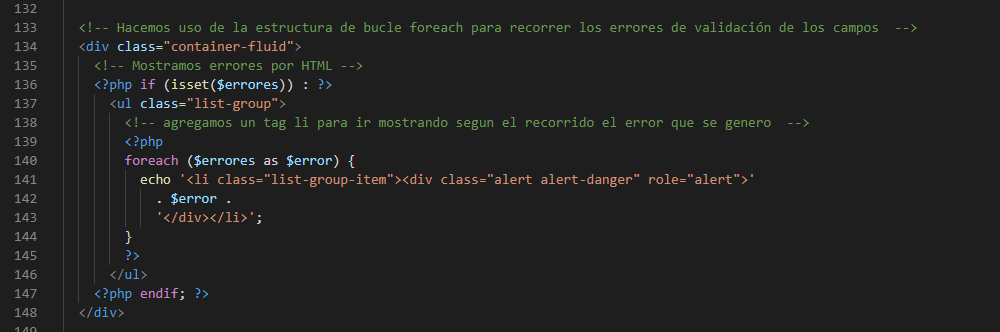 132
133 <!-- Hacemos uso de la estructura de bucle foreach para recorrer los errores de validación de los campos  -->
134 <div class="container-fluid">
135   <!-- Mostramos errores por HTML -->
136   <?php if (isset($errores)) : ?>
137     <ul class="list-group">
138       <!-- agregamos un tag li para ir mostrando segun el recorrido el error que se genero  -->
139       <?php
140       foreach ($errores as $error) {
141         echo '<li class="list-group-item"><div class="alert alert-danger" role="alert">'
142           . $error .
143           '</div></li>';
144       }
145       ?>
146     </ul>
147   <?php endif; ?>
148 </div>
149